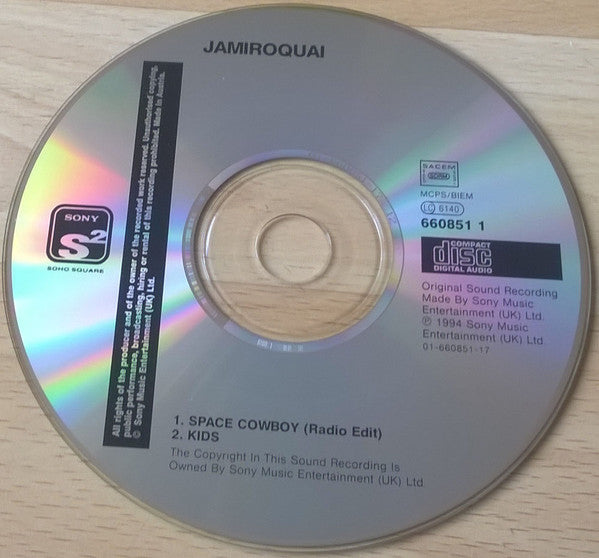 JAMIROQUAI
All rights of the producer and of the owner of the recorded work reserved. Unauthorised copying,
public performance, broadcasting, hiring or rental of this recording prohibited. Made in Austria.
© Sony Music Entertainment (UK) Ltd.
SONY
S2
SOHO SQUARE
SACEM
SDRM
MCPS/BIEM
LC 6140
660851 1
COMPACT
disc
DIGITAL AUDIO
Original Sound Recording
Made By Sony Music
Entertainment (UK) Ltd.
℗ 1994 Sony Music
Entertainment (UK) Ltd.
01-660851-17
1. SPACE COWBOY (Radio Edit)
2. KIDS
The Copyright In This Sound Recording Is
Owned By Sony Music Entertainment (UK) Ltd